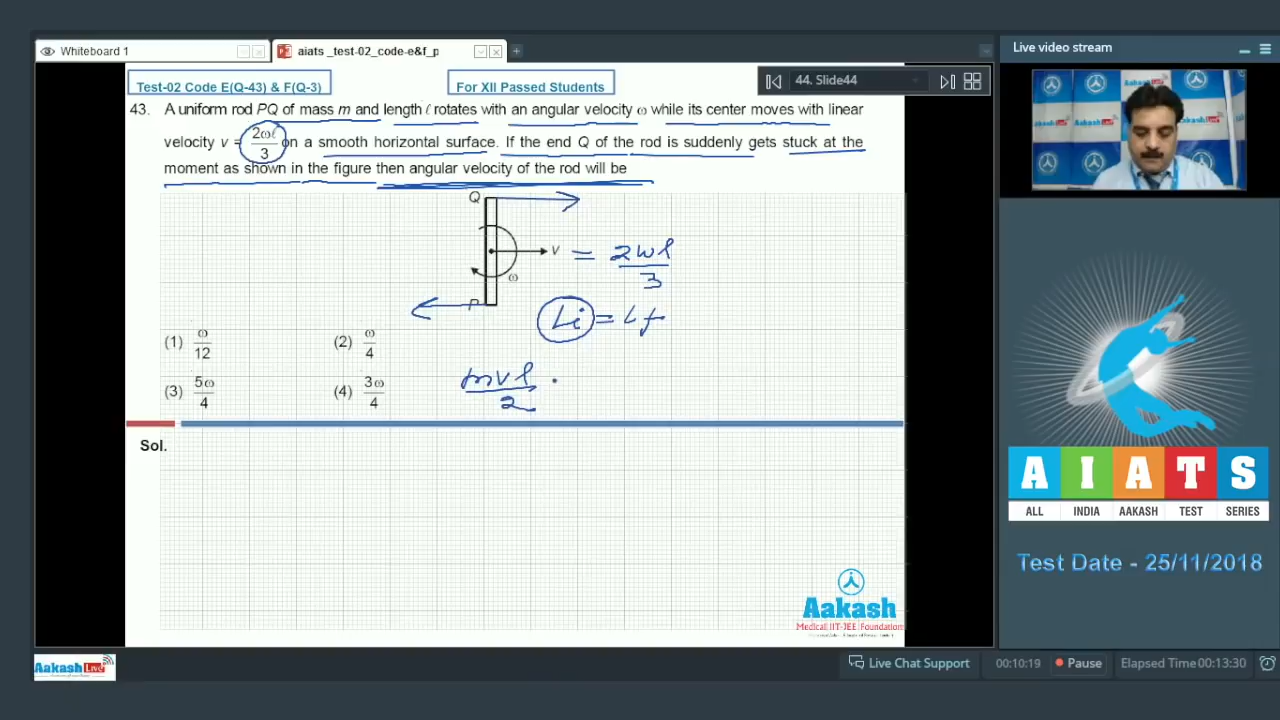 Whiteboard 1
aiats _test-02_code-e&f_p
Live video stream
Test-02 Code E(Q-43) & F(Q-3)
For XII Passed Students
44. Slide44
43. A uniform rod PQ of mass m and length ℓ rotates with an angular velocity ω while its center moves with linear
velocity v = 2ωℓ/3 on a smooth horizontal surface. If the end Q of the rod is suddenly gets stuck at the
moment as shown in the figure then angular velocity of the rod will be
Q
v = 2ωl/3
ω
P
Li = Lf
(1) ω/12 (2) ω/4
(3) 5ω/4 (4) 3ω/4
mvl/2
Sol.
AIATS
ALL INDIA AAKASH TEST SERIES
Test Date - 25/11/2018
Aakash
Medical|IIT-JEE|Foundations
Aakash Live
Live Chat Support
00:10:19
Pause
Elapsed Time 00:13:30